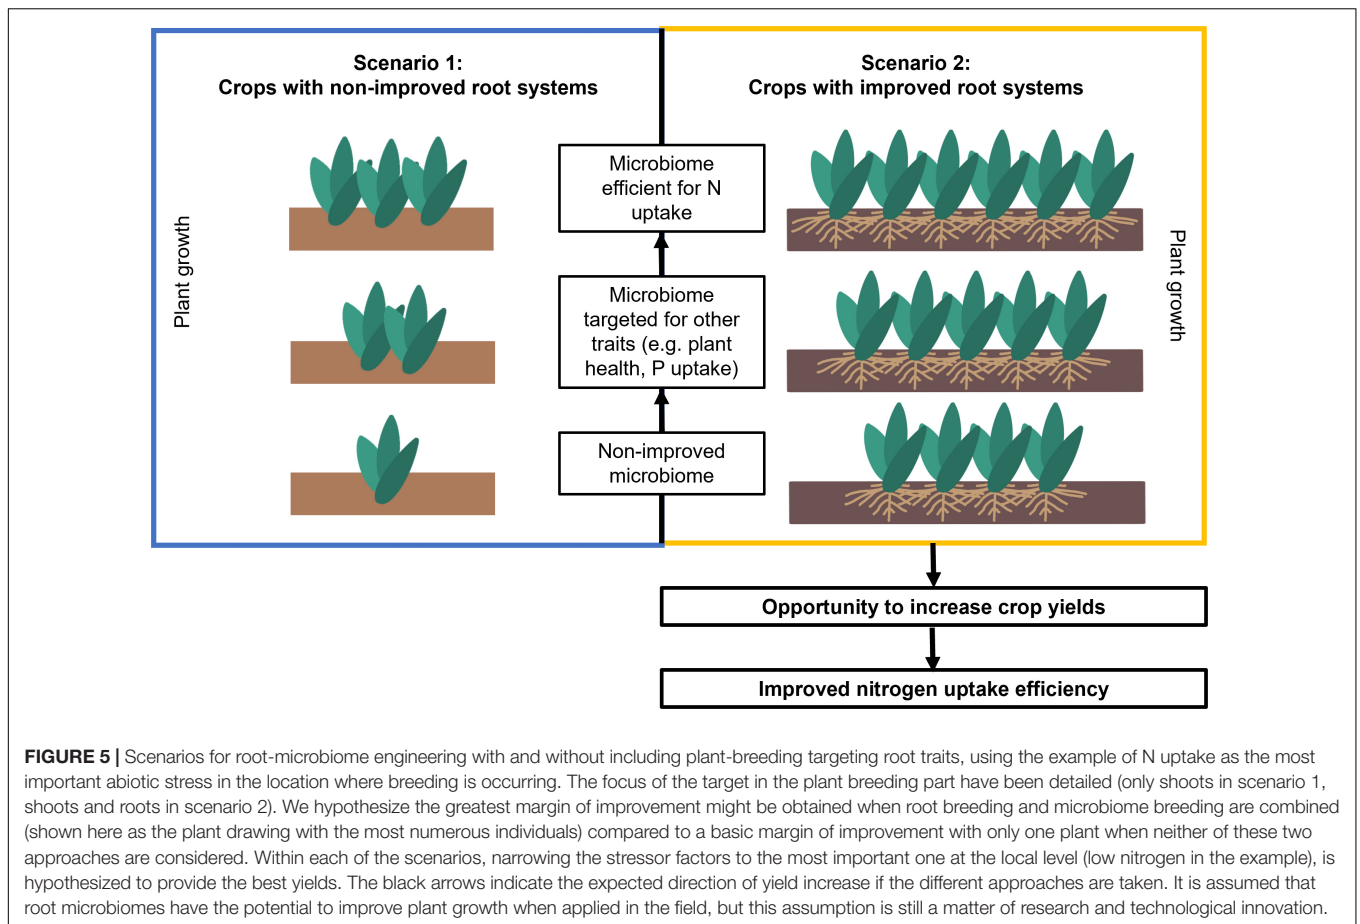 Scenario 1:
Crops with non-improved root systems
Scenario 2:
Crops with improved root systems
Plant growth
Microbiome
efficient for N
uptake
Microbiome
targeted for other
traits (e.g. plant
health, P uptake)
Non-improved
microbiome
Plant growth
Opportunity to increase crop yields
Improved nitrogen uptake efficiency
FIGURE 5 | Scenarios for root-microbiome engineering with and without including plant-breeding targeting root traits, using the example of N uptake as the most
important abiotic stress in the location where breeding is occurring. The focus of the target in the plant breeding part have been detailed (only shoots in scenario 1,
shoots and roots in scenario 2). We hypothesize the greatest margin of improvement might be obtained when root breeding and microbiome breeding are combined
(shown here as the plant drawing with the most numerous individuals) compared to a basic margin of improvement with only one plant when neither of these two
approaches are considered. Within each of the scenarios, narrowing the stressor factors to the most important one at the local level (low nitrogen in the example), is
hypothesized to provide the best yields. The black arrows indicate the expected direction of yield increase if the different approaches are taken. It is assumed that
root microbiomes have the potential to improve plant growth when applied in the field, but this assumption is still a matter of research and technological innovation.